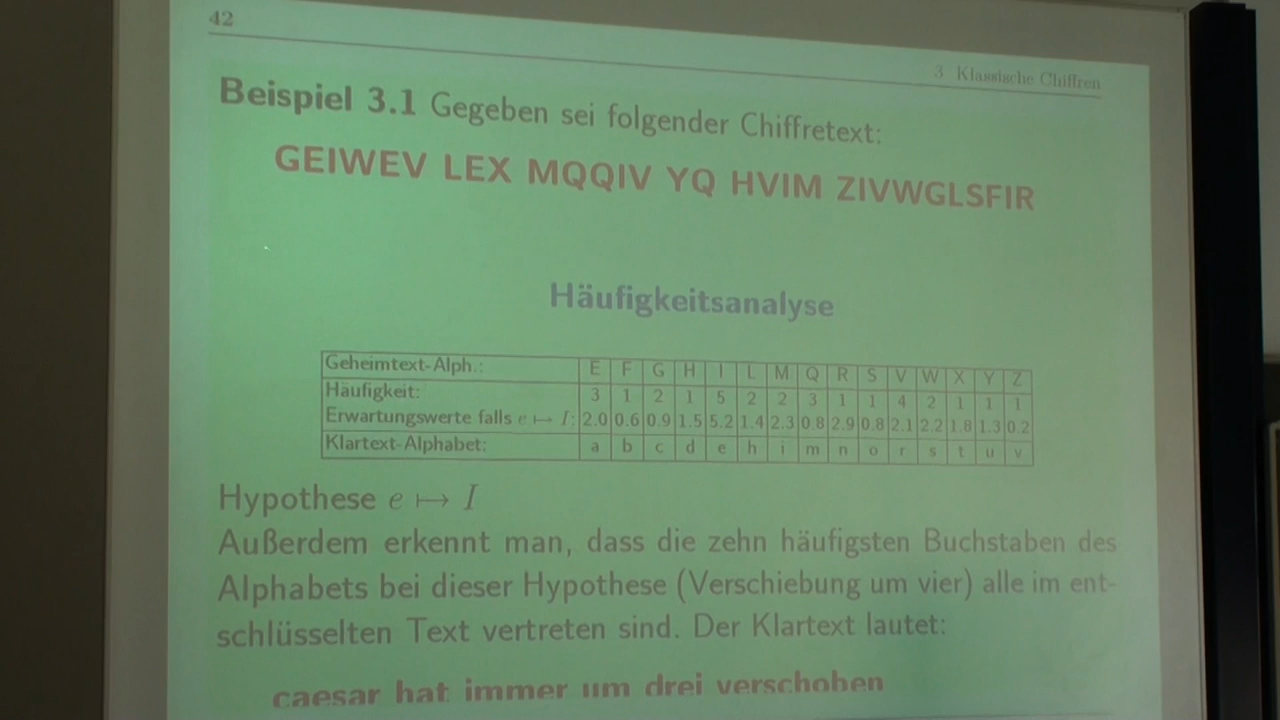 42
3 Klassische Chiffren
Beispiel 3.1 Gegeben sei folgender Chiffretext:
GEIWEV LEX MQQIV YQ HVIM ZIVWGLSFIR
Häufigkeitsanalyse
Geheimtext-Alph.: E F G H I L M Q R S V W X Y Z
Häufigkeit: 3 1 2 1 5 2 2 3 1 1 4 2 1 1 1
Erwartungswerte falls e ↦ I: 2.0 0.6 0.9 1.5 5.2 1.4 2.3 0.8 2.9 0.8 2.1 2.2 1.8 1.3 0.2
Klartext-Alphabet: a b c d e h i m n o r s t u v
Hypothese e ↦ I
Außerdem erkennt man, dass die zehn häufigsten Buchstaben des
Alphabets bei dieser Hypothese (Verschiebung um vier) alle im ent-
schlüsselten Text vertreten sind. Der Klartext lautet:
caesar hat immer um drei verschoben